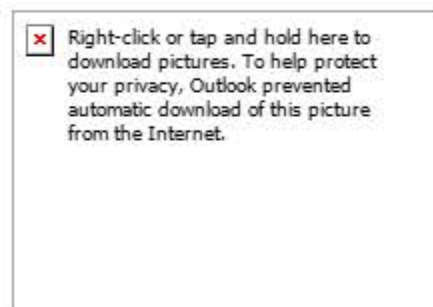 Right-click or tap and hold here to
download pictures. To help protect
your privacy, Outlook prevented
automatic download of this picture
from the Internet.